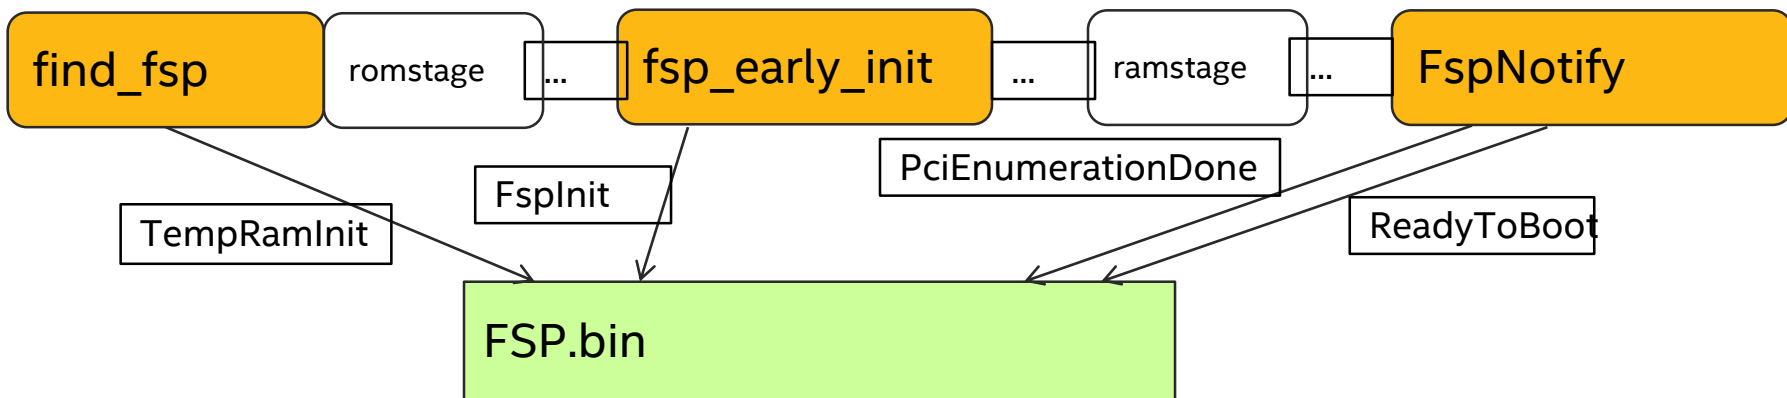 find_fsp
romstage
...
fsp_early_init
...
ramstage
...
FspNotify
TempRamInit
FspInit
PciEnumerationDone
ReadyToBoot
FSP.bin